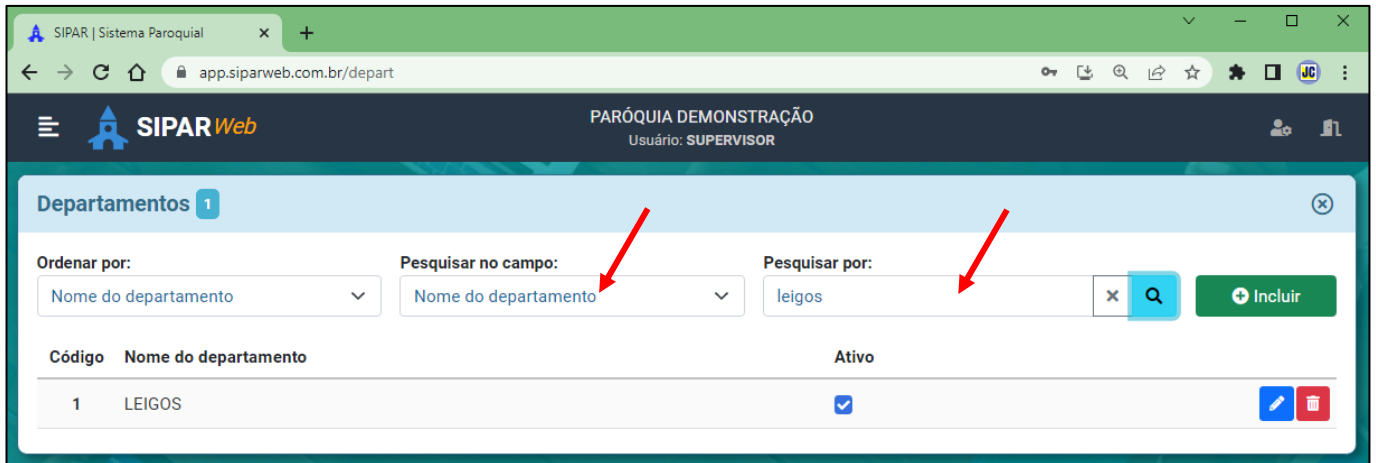 SIPAR | Sistema Paroquial
app.siparweb.com.br/depart
JC
SIPARWeb
PARÓQUIA DEMONSTRAÇÃO
Usuário: SUPERVISOR
Departamentos 1
Ordenar por: Pesquisar no campo: Pesquisar por:
Nome do departamento Nome do departamento leigos Incluir
Código Nome do departamento Ativo
1 LEIGOS